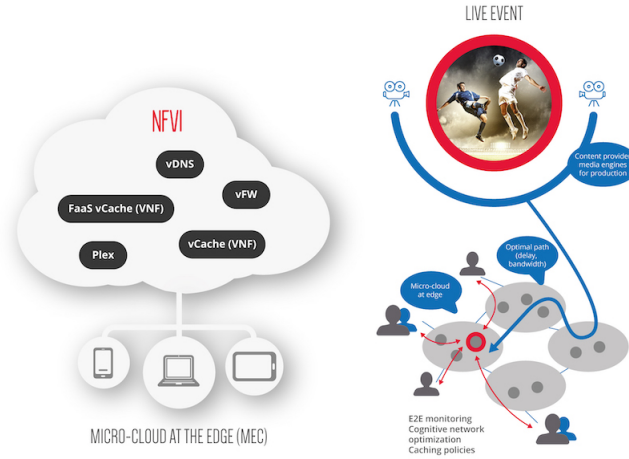 NFVI
vDNS
vFW
FaaS vCache (VNF)
vCache (VNF)
Plex
MICRO-CLOUD AT THE EDGE (MEC)
LIVE EVENT
Content provider
media engines
for production
Optimal path
(delay,
bandwidth)
Micro-cloud
at edge
E2E monitoring
Cognitive network
optimization
Caching policies